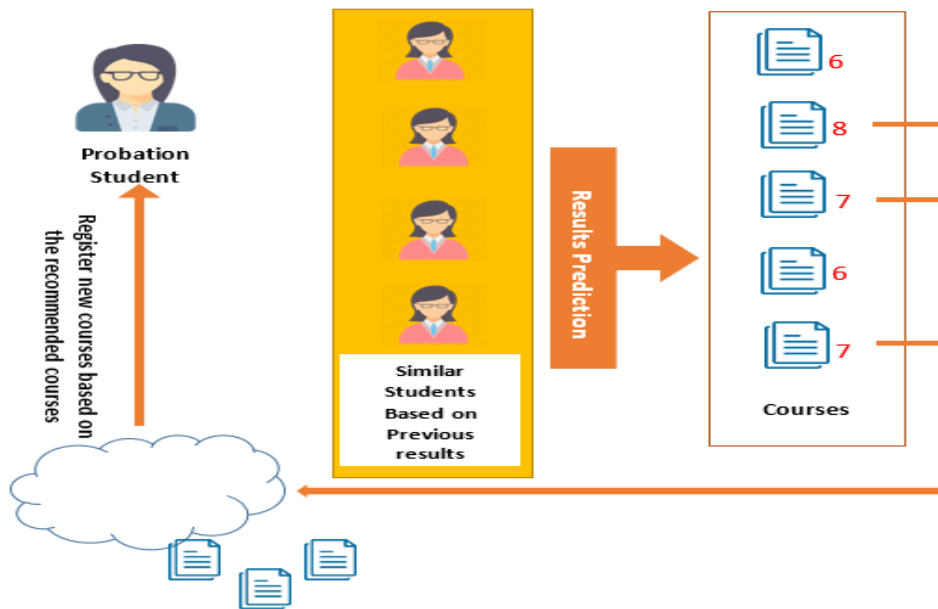 Probation
Student
Register new courses based on
the recommended courses
Similar
Students
Based on
Previous
results
Results Prediction
6
8
7
6
7
Courses